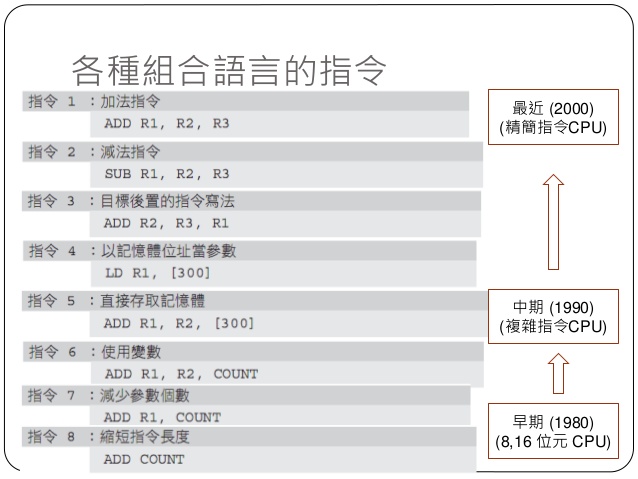 各種組合語言的指令
指令 1 ：加法指令
ADD R1, R2, R3
指令 2 ：減法指令
SUB R1, R2, R3
指令 3 ：目標後置的指令寫法
ADD R2, R3, R1
指令 4 ：以記憶體位址當參數
LD R1, [300]
指令 5 ：直接存取記憶體
ADD R1, R2, [300]
指令 6 ：使用變數
ADD R1, R2, COUNT
指令 7 ：減少參數個數
ADD R1, COUNT
指令 8 ：縮短指令長度
ADD COUNT
最近 (2000)
(精簡指令CPU)
中期 (1990)
(複雜指令CPU)
早期 (1980)
(8,16 位元 CPU)